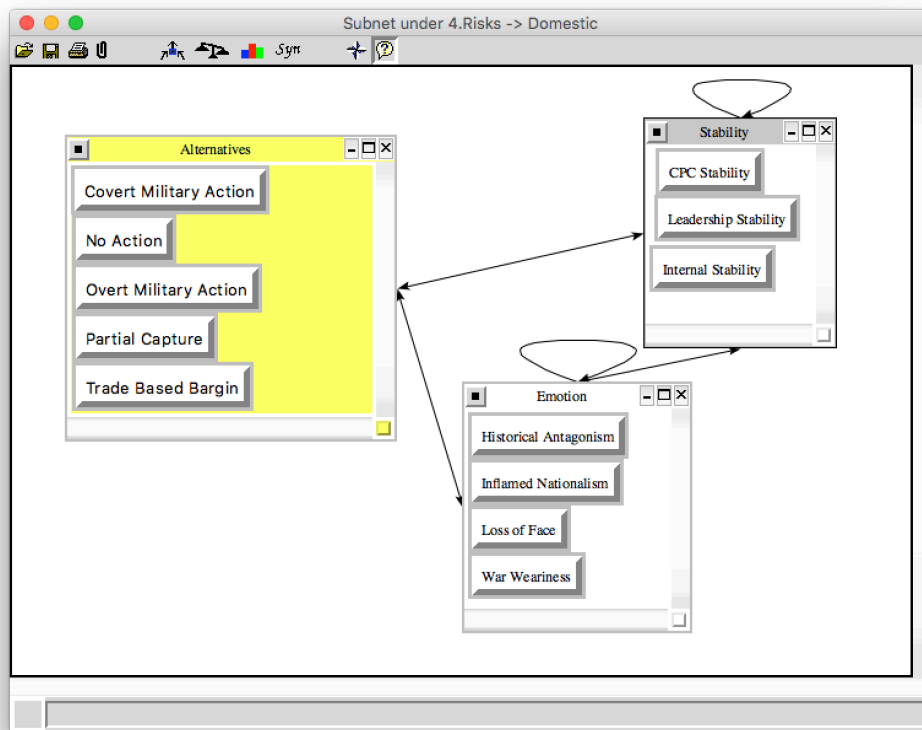 Subnet under 4.Risks -> Domestic
Syn
Alternatives
Covert Military Action
No Action
Overt Military Action
Partial Capture
Trade Based Bargin
Stability
CPC Stability
Leadership Stability
Internal Stability
Emotion
Historical Antagonism
Inflamed Nationalism
Loss of Face
War Weariness